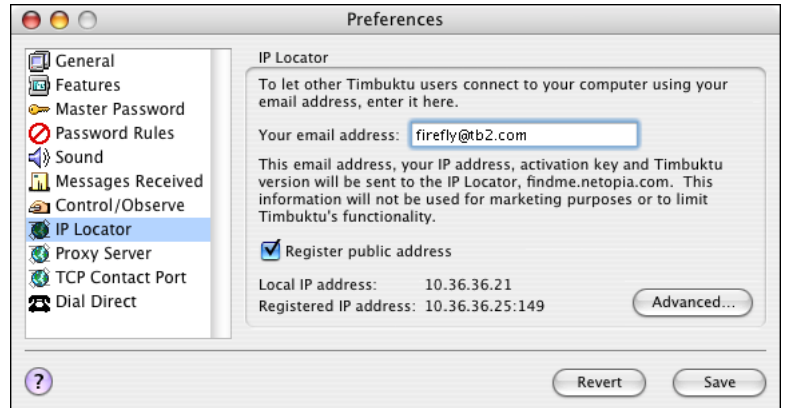 Preferences
General
Features
Master Password
Password Rules
Sound
Messages Received
Control/Observe
IP Locator
Proxy Server
TCP Contact Port
Dial Direct
IP Locator
To let other Timbuktu users connect to your computer using your
email address, enter it here.
Your email address: firefly@tb2.com
This email address, your IP address, activation key and Timbuktu
version will be sent to the IP Locator, findme.netopia.com. This
information will not be used for marketing purposes or to limit
Timbuktu's functionality.
Register public address
Local IP address: 10.36.36.21
Registered IP address: 10.36.36.25:149
Advanced...
?
Revert
Save